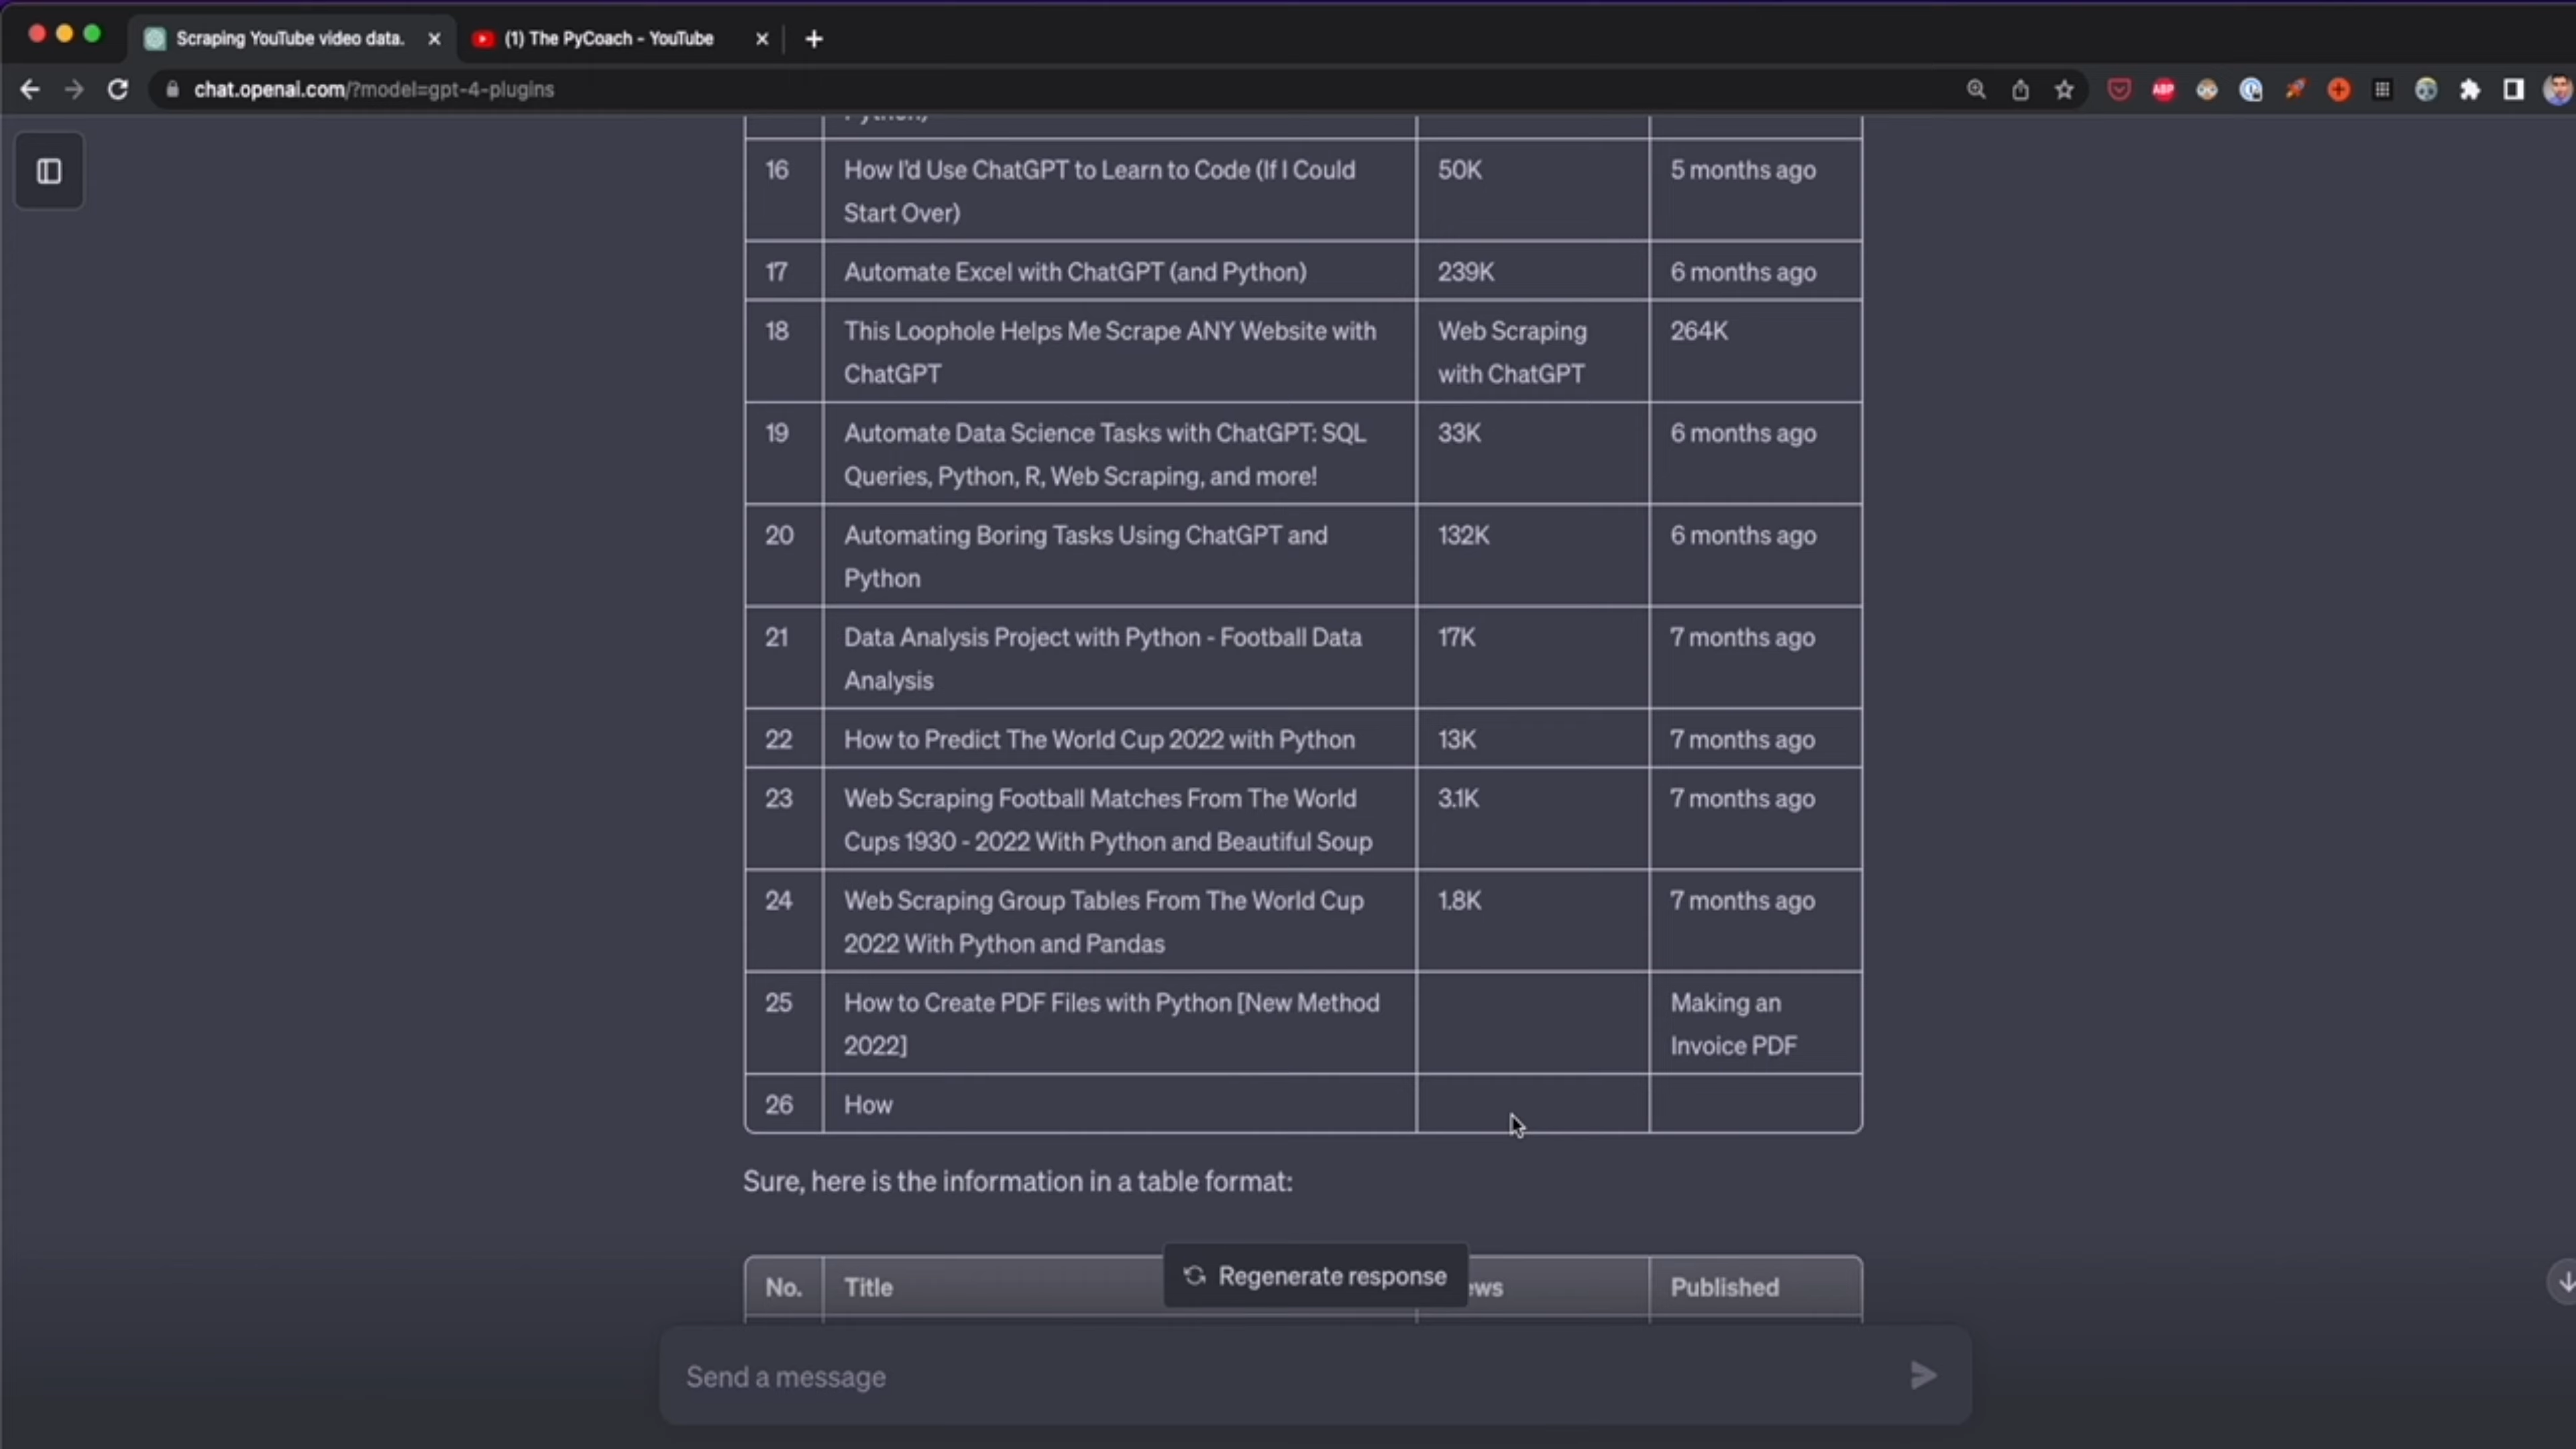 Scraping YouTube video data.
(1) The PyCoach - YouTube
chat.openai.com/?model=gpt-4-plugins
ABP
Python)
16 How I'd Use ChatGPT to Learn to Code (If I Could 50K 5 months ago
Start Over)
17 Automate Excel with ChatGPT (and Python) 239K 6 months ago
18 This Loophole Helps Me Scrape ANY Website with Web Scraping 264K
ChatGPT with ChatGPT
19 Automate Data Science Tasks with ChatGPT: SQL 33K 6 months ago
Queries, Python, R, Web Scraping, and more!
20 Automating Boring Tasks Using ChatGPT and 132K 6 months ago
Python
21 Data Analysis Project with Python - Football Data 17K 7 months ago
Analysis
22 How to Predict The World Cup 2022 with Python 13K 7 months ago
23 Web Scraping Football Matches From The World 3.1K 7 months ago
Cups 1930 - 2022 With Python and Beautiful Soup
24 Web Scraping Group Tables From The World Cup 1.8K 7 months ago
2022 With Python and Pandas
25 How to Create PDF Files with Python [New Method Making an
2022] Invoice PDF
26 How
Sure, here is the information in a table format:
Regenerate response
No. Title ews Published
Send a message